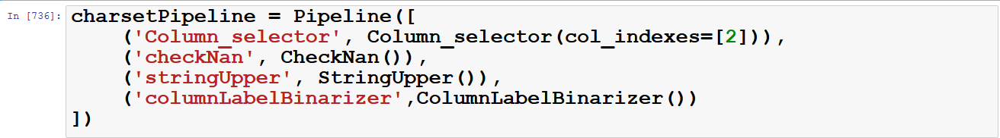 In [736]: charsetPipeline = Pipeline([
('Column_selector', Column_selector(col_indexes=[2])),
('checkNan', CheckNan()),
('stringUpper', StringUpper()),
('columnLabelBinarizer',ColumnLabelBinarizer())
])